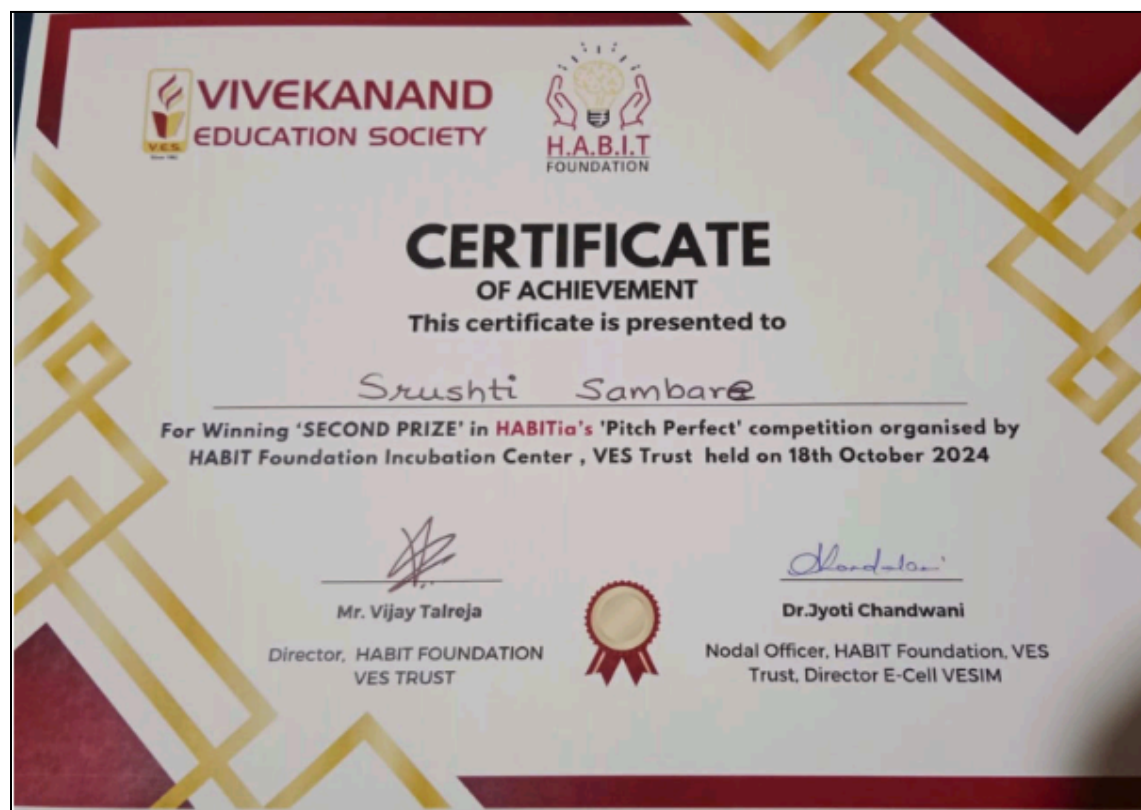 VIVEKANAND
EDUCATION SOCIETY
V.E.S.
H.A.B.I.T
FOUNDATION
CERTIFICATE
OF ACHIEVEMENT
This certificate is presented to
Srushti Sambare
For Winning ‘SECOND PRIZE’ in HABITia's 'Pitch Perfect' competition organised by
HABIT Foundation Incubation Center , VES Trust held on 18th October 2024
Mr. Vijay Talreja
Director, HABIT FOUNDATION
VES TRUST
Dr.Jyoti Chandwani
Nodal Officer, HABIT Foundation, VES
Trust, Director E-Cell VESIM